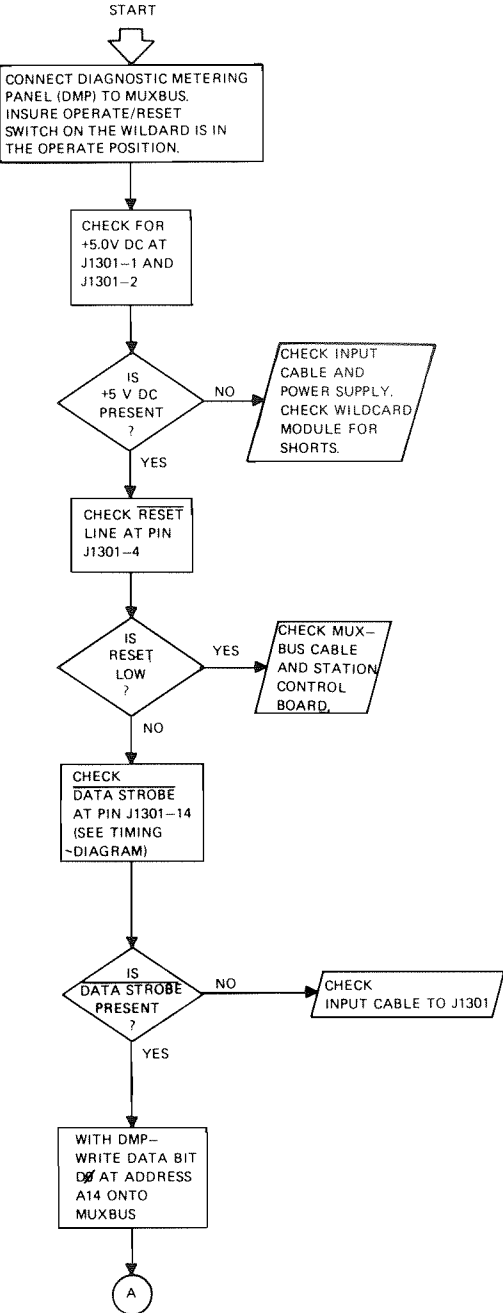 START
CONNECT DIAGNOSTIC METERING
PANEL (DMP) TO MUXBUS.
INSURE OPERATE/RESET
SWITCH ON THE WILDARD IS IN
THE OPERATE POSITION.
CHECK FOR
+5.0V DC AT
J1301-1 AND
J1301-2
IS
+5 V DC
PRESENT
?
NO
CHECK INPUT
CABLE AND
POWER SUPPLY.
CHECK WILDCARD
MODULE FOR
SHORTS.
YES
CHECK RESET
LINE AT PIN
J1301-4
IS
RESET
LOW
?
YES
CHECK MUX-
BUS CABLE
AND STATION
CONTROL
BOARD.
NO
CHECK
DATA STROBE
AT PIN J1301-14
(SEE TIMING
DIAGRAM)
IS
DATA STROBE
PRESENT
?
NO
CHECK
INPUT CABLE TO J1301
YES
WITH DMP-
WRITE DATA BIT
DØ AT ADDRESS
A14 ONTO
MUXBUS
A